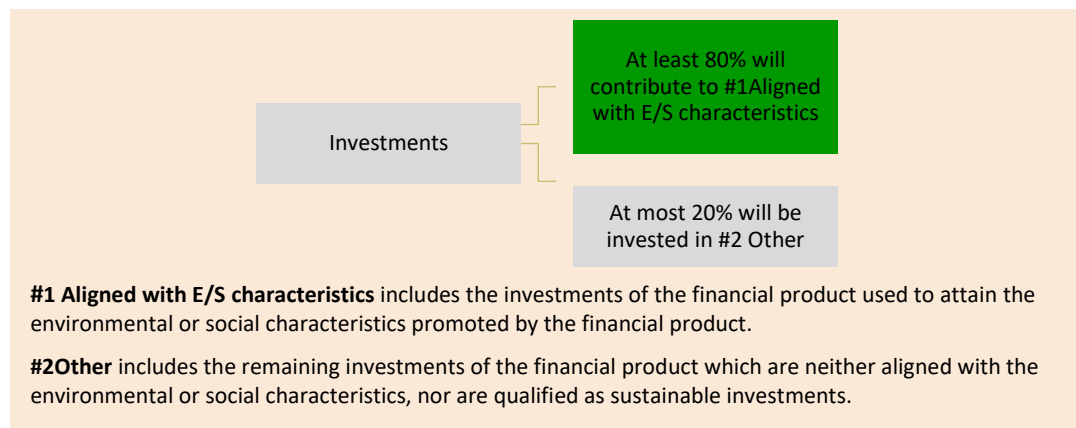 At least 80% will
contribute to #1Aligned
with E/S characteristics
Investments
At most 20% will be
invested in #2 Other
#1 Aligned with E/S characteristics includes the investments of the financial product used to attain the
environmental or social characteristics promoted by the financial product.
#2Other includes the remaining investments of the financial product which are neither aligned with the
environmental or social characteristics, nor are qualified as sustainable investments.